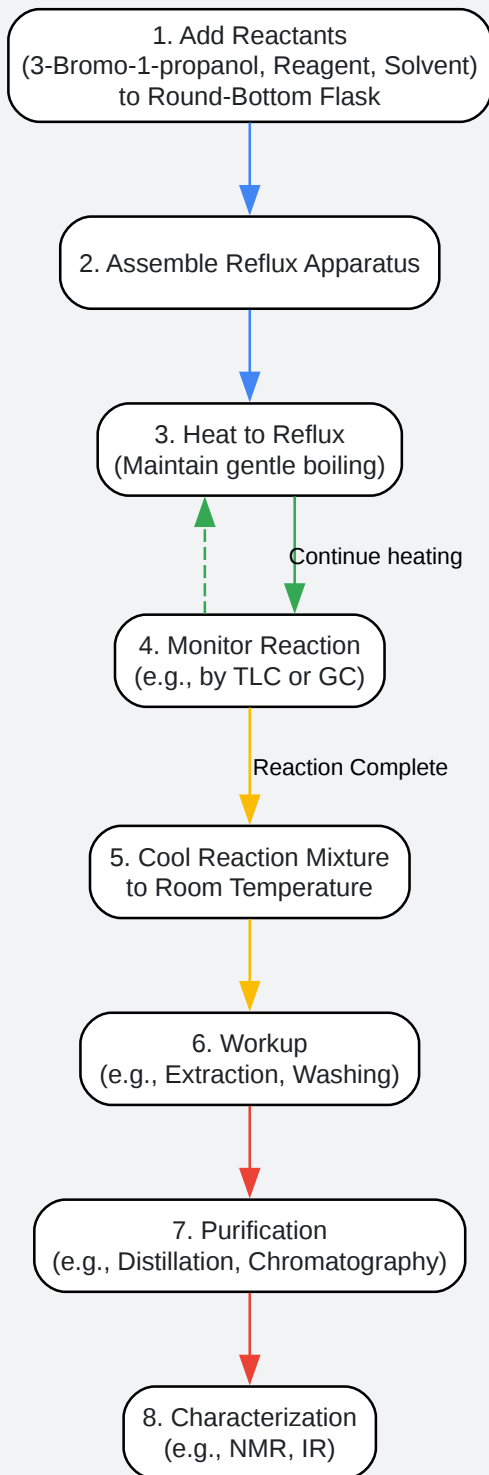 1. Add Reactants
(3-Bromo-1-propanol, Reagent, Solvent)
to Round-Bottom Flask
2. Assemble Reflux Apparatus
3. Heat to Reflux
(Maintain gentle boiling)
Continue heating
4. Monitor Reaction
(e.g., by TLC or GC)
Reaction Complete
5. Cool Reaction Mixture
to Room Temperature
6. Workup
(e.g., Extraction, Washing)
7. Purification
(e.g., Distillation, Chromatography)
8. Characterization
(e.g., NMR, IR)